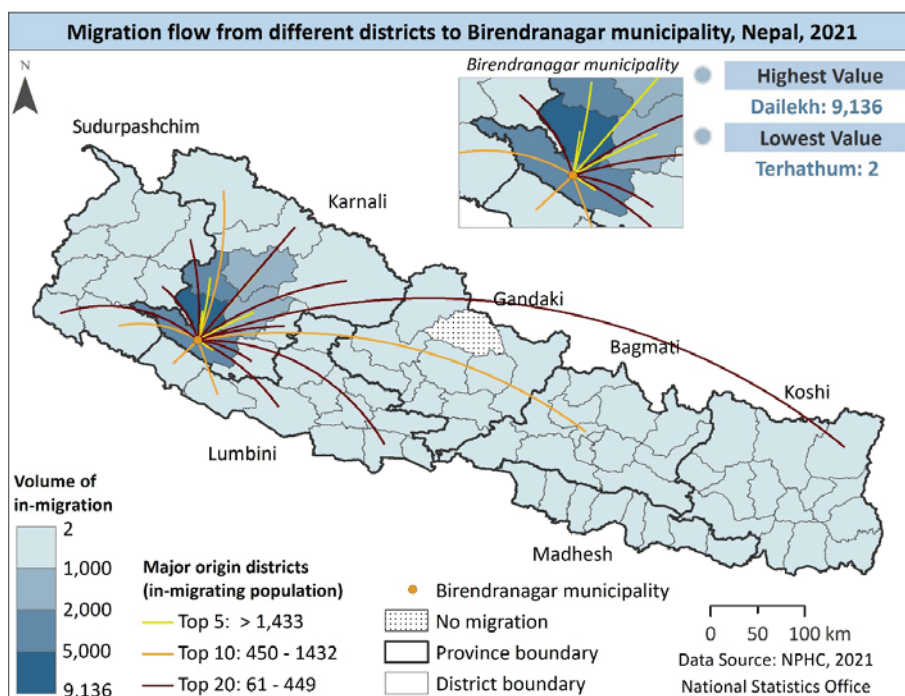 Migration flow from different districts to Birendranagar municipality, Nepal, 2021
N
Birendranagar municipality
Highest Value
Dailekh: 9,136
Lowest Value
Terhathum: 2
Sudurpashchim
Karnali
Gandaki
Bagmati
Koshi
Lumbini
Madhesh
Volume of
in-migration
2
1,000
2,000
5,000
9,136
Major origin districts
(in-migrating population)
Top 5: > 1,433
Top 10: 450 - 1432
Top 20: 61 - 449
Birendranagar municipality
No migration
Province boundary
District boundary
0 50 100 km
Data Source: NPHC, 2021
National Statistics Office